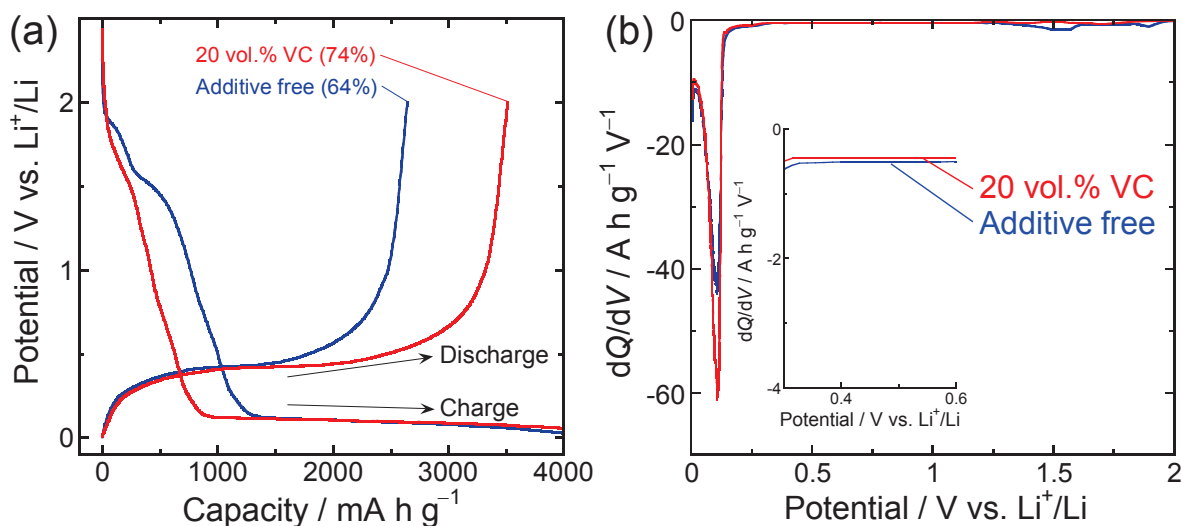 (a)
20 vol.% VC (74%)
Additive free (64%)
2
1
0
Potential / V vs. Li⁺/Li
Discharge
Charge
0 1000 2000 3000 4000
Capacity / mA h g⁻¹
(b)
0
-20
-40
-60
dQ/dV / A h g⁻¹ V⁻¹
0
-2
-4
dQ/dV / A h g⁻¹ V⁻¹
0.4 0.6
Potential / V vs. Li⁺/Li
20 vol.% VC
Additive free
0 0.5 1 1.5 2
Potential / V vs. Li⁺/Li